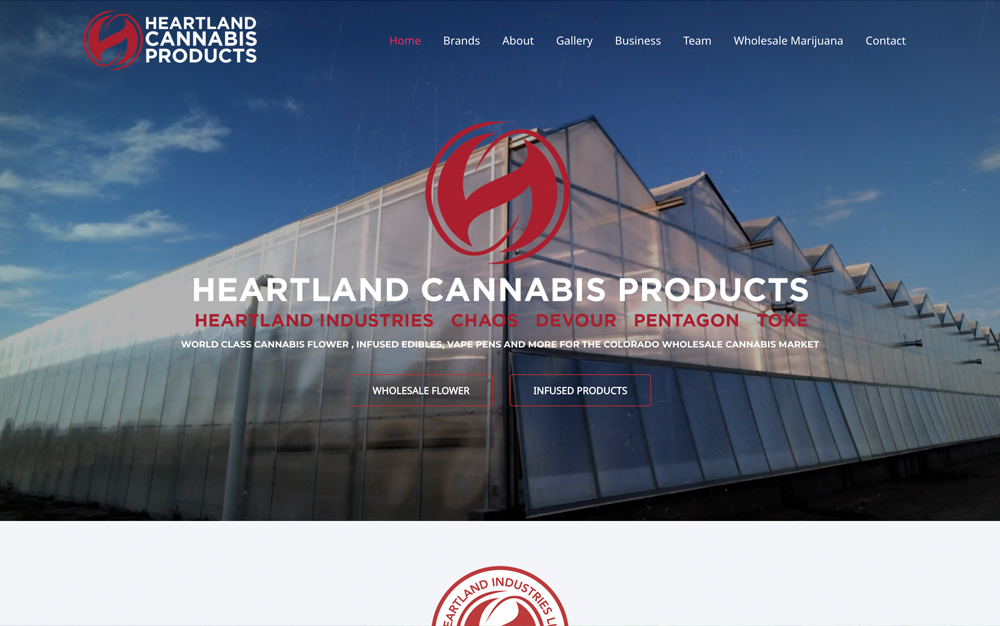 HEARTLAND
CANNABIS
PRODUCTS
Home Brands About Gallery Business Team Wholesale Marijuana Contact
HEARTLAND CANNABIS PRODUCTS
HEARTLAND INDUSTRIES CHAOS DEVOUR PENTAGON TOKE
WORLD CLASS CANNABIS FLOWER , INFUSED EDIBLES, VAPE PENS AND MORE FOR THE COLORADO WHOLESALE CANNABIS MARKET
WHOLESALE FLOWER INFUSED PRODUCTS
HEARTLAND INDUSTRIES